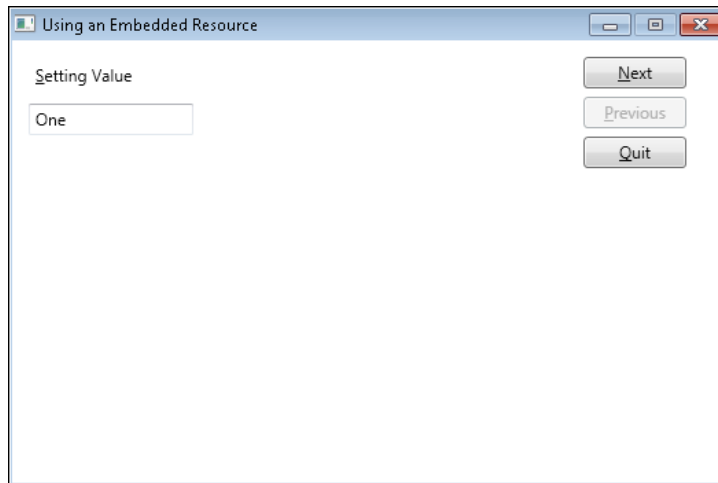 Using an Embedded Resource
Setting Value
One
Next
Previous
Quit